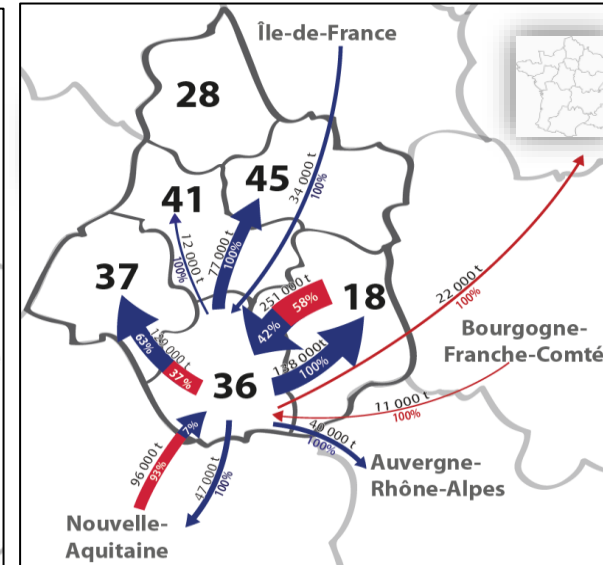 Île-de-France
28
45
34 000 t
100%
41
12 000 t
100%
77 000 t
100%
37
251 000 t
58%
42%
18
22 000 t
100%
63%
37%
100%
36
Bourgogne-
Franche-Comté
11 000 t
100%
40 000 t
100%
7%
96 000 t
93%
47 000 t
100%
Auvergne-
Rhône-Alpes
Nouvelle-
Aquitaine